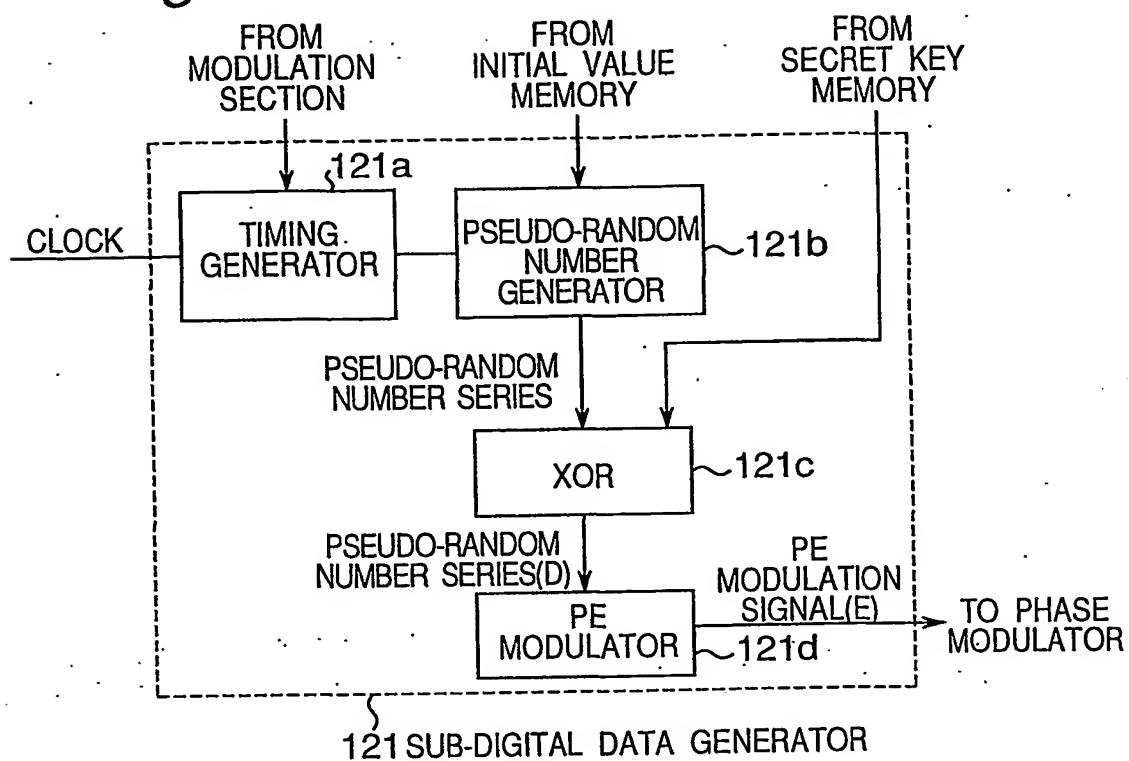 FROM
MODULATION
SECTION
FROM
INITIAL VALUE
MEMORY
FROM
SECRET KEY
MEMORY
121a
CLOCK
TIMING
GENERATOR
PSEUDO-RANDOM
NUMBER
GENERATOR
121b
PSEUDO-RANDOM
NUMBER SERIES
XOR
121c
PSEUDO-RANDOM
NUMBER SERIES(D)
PE
MODULATOR
121d
PE
MODULATION
SIGNAL(E)
TO PHASE
MODULATOR
121 SUB-DIGITAL DATA GENERATOR